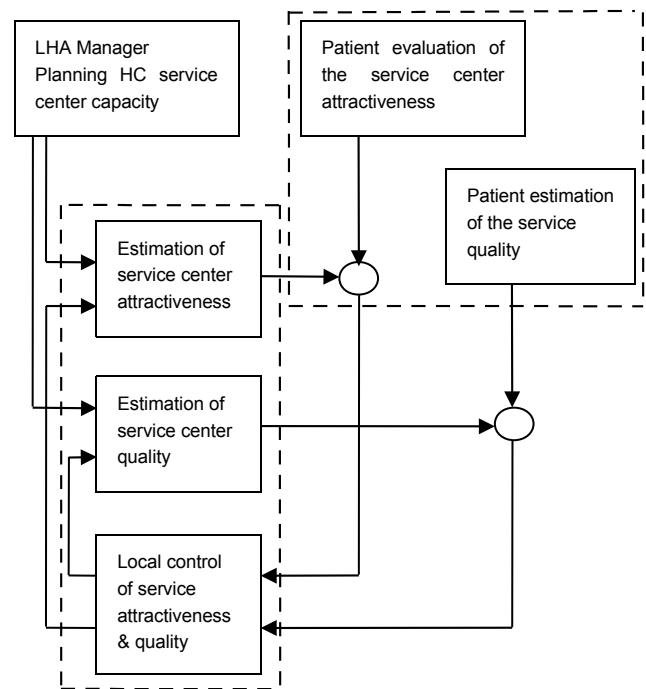 LHA Manager
Planning HC service
center capacity
Patient evaluation of
the service center
attractiveness
Patient estimation
of the service
quality
Estimation of
service center
attractiveness
Estimation of
service center
quality
Local control
of service
attractiveness
& quality